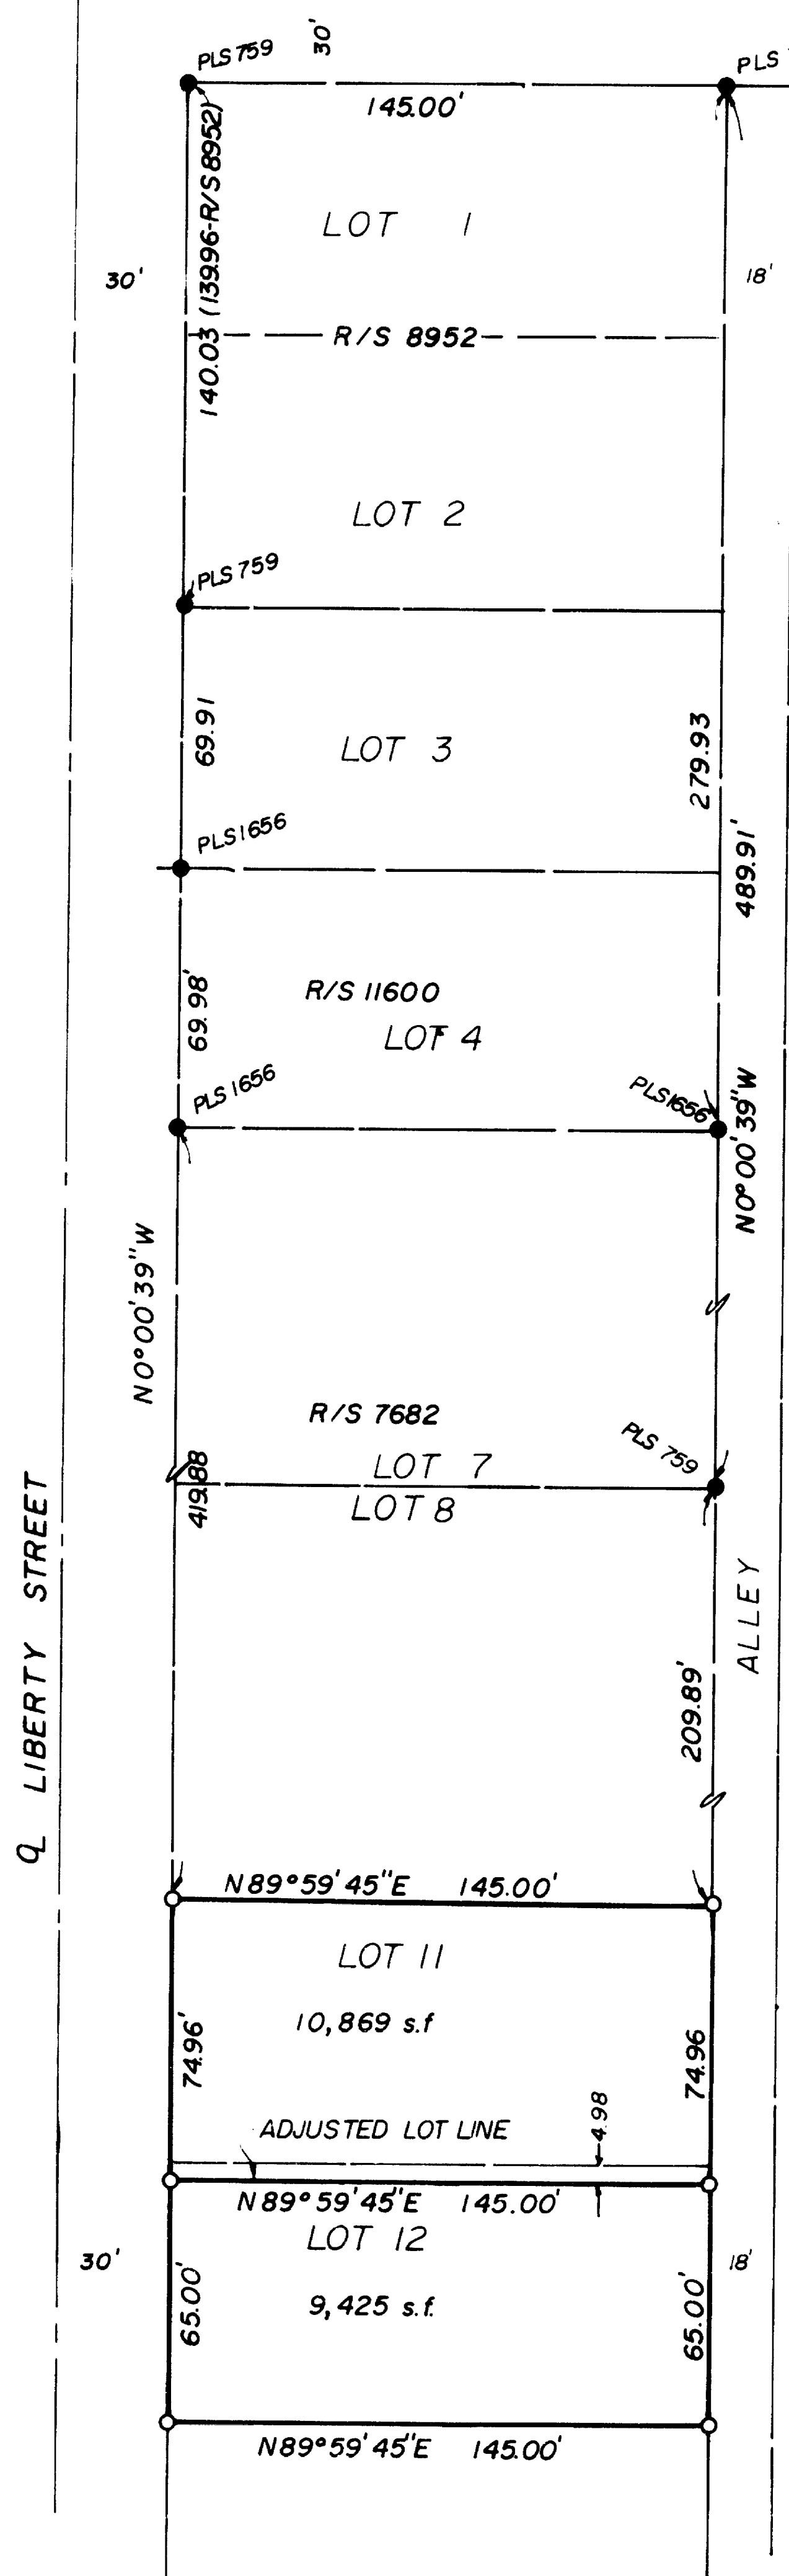 PLS 759
30'
PLS
145.00'
140.03 (139.96-R/S 8952)
LOT 1
30'
18'
R/S 8952
LOT 2
PLS 759
69.91
LOT 3
279.93
PLS 1656
489.91'
69.98'
R/S 11600
LOT 4
PLS 1656
PLS 1656
N0°00'39"W
N0°00'39"W
R/S 7682
PLS 759
419.88
LOT 7
LOT 8
LIBERTY STREET
ALLEY
209.89'
N89°59'45"E 145.00'
LOT 11
10,869 s.f
74.96'
74.96
4.98
ADJUSTED LOT LINE
N89°59'45"E 145.00'
LOT 12
30'
18'
9,425 s.f.
65.00'
65.00'
N89°59'45"E 145.00'